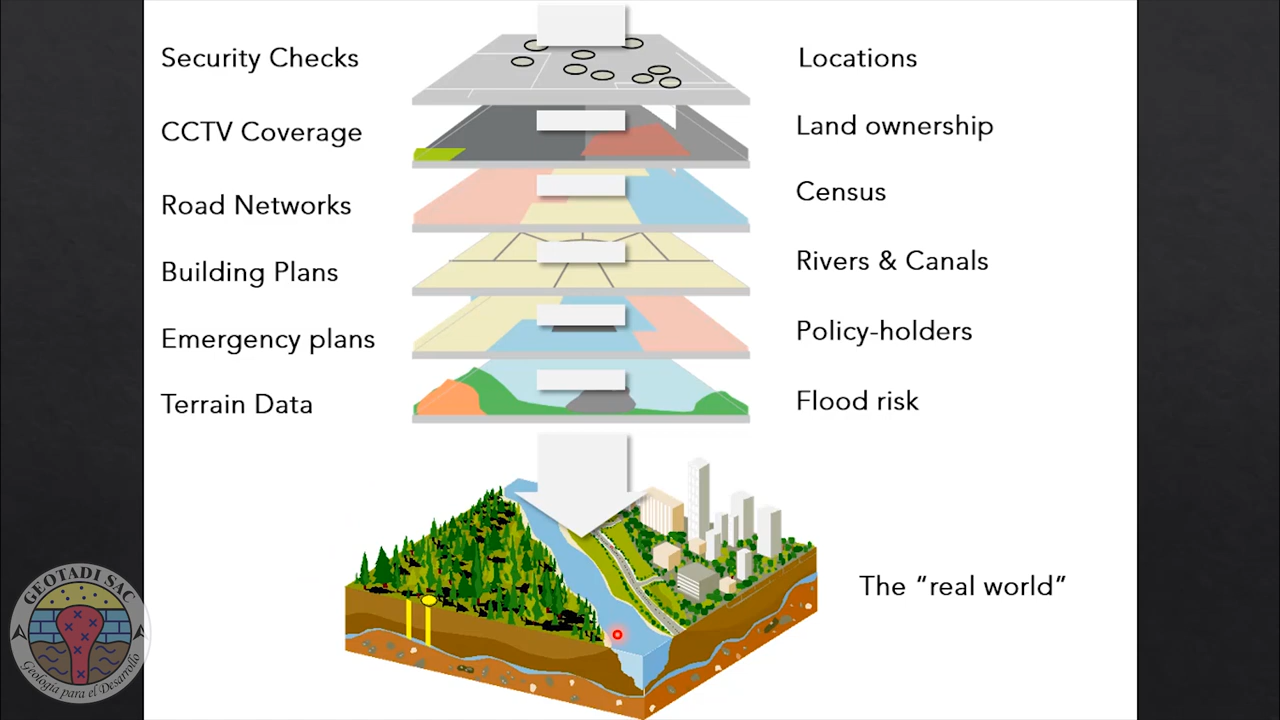 Security Checks
Locations
CCTV Coverage
Land ownership
Road Networks
Census
Building Plans
Rivers & Canals
Emergency plans
Policy-holders
Terrain Data
Flood risk
The “real world”
GEOTADI SAC
Geología para el Desarrollo